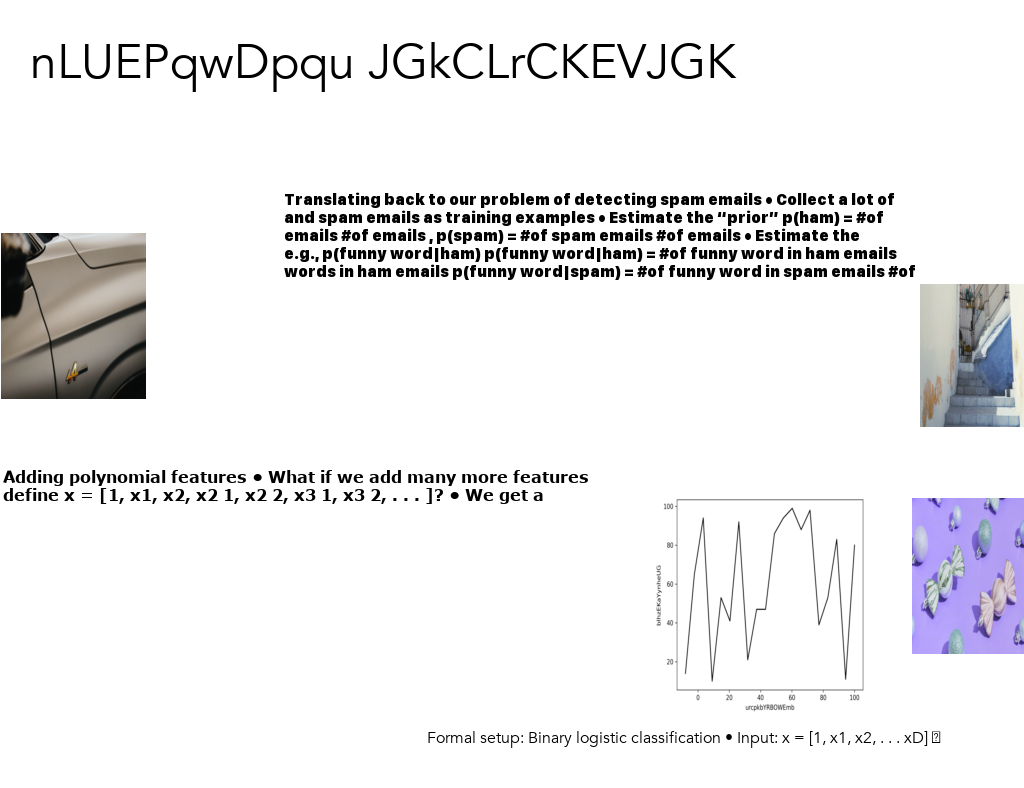 nLUEPqwDpqu JGkCLrCKEVJGK
Translating back to our problem of detecting spam emails • Collect a lot of
and spam emails as training examples • Estimate the “prior” p(ham) = #of
emails #of emails , p(spam) = #of spam emails #of emails • Estimate the
e.g., p(funny word|ham) p(funny word|ham) = #of funny word in ham emails
words in ham emails p(funny word|spam) = #of funny word in spam emails #of
4
Adding polynomial features • What if we add many more features
define x = [1, x1, x2, x2 1, x2 2, x3 1, x3 2, . . . ]? • We get a
100
80
60
40
20
0 20 40 60 80 100
urcpkbYRBOWEmb
Formal setup: Binary logistic classification • Input: x = [1, x1, x2, . . . xD]